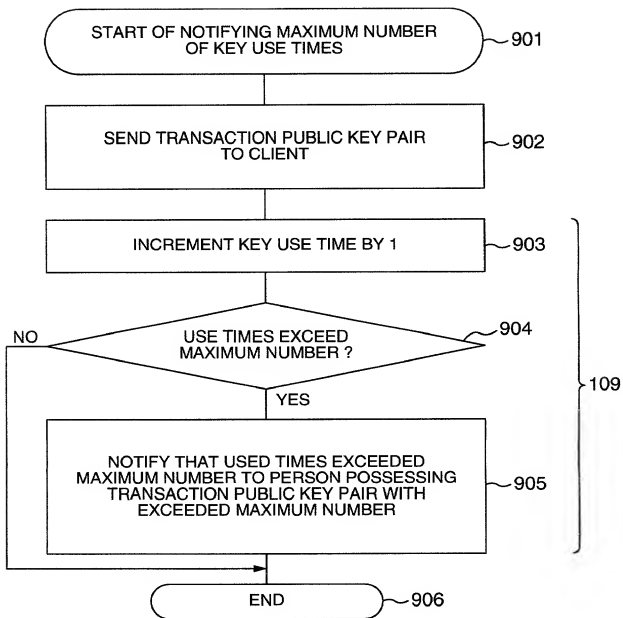 START OF NOTIFYING MAXIMUM NUMBER
OF KEY USE TIMES
901
SEND TRANSACTION PUBLIC KEY PAIR
TO CLIENT
902
INCREMENT KEY USE TIME BY 1
903
USE TIMES EXCEED
MAXIMUM NUMBER ?
904
NO
YES
109
NOTIFY THAT USED TIMES EXCEEDED
MAXIMUM NUMBER TO PERSON POSSESSING
TRANSACTION PUBLIC KEY PAIR WITH
EXCEEDED MAXIMUM NUMBER
905
END
906